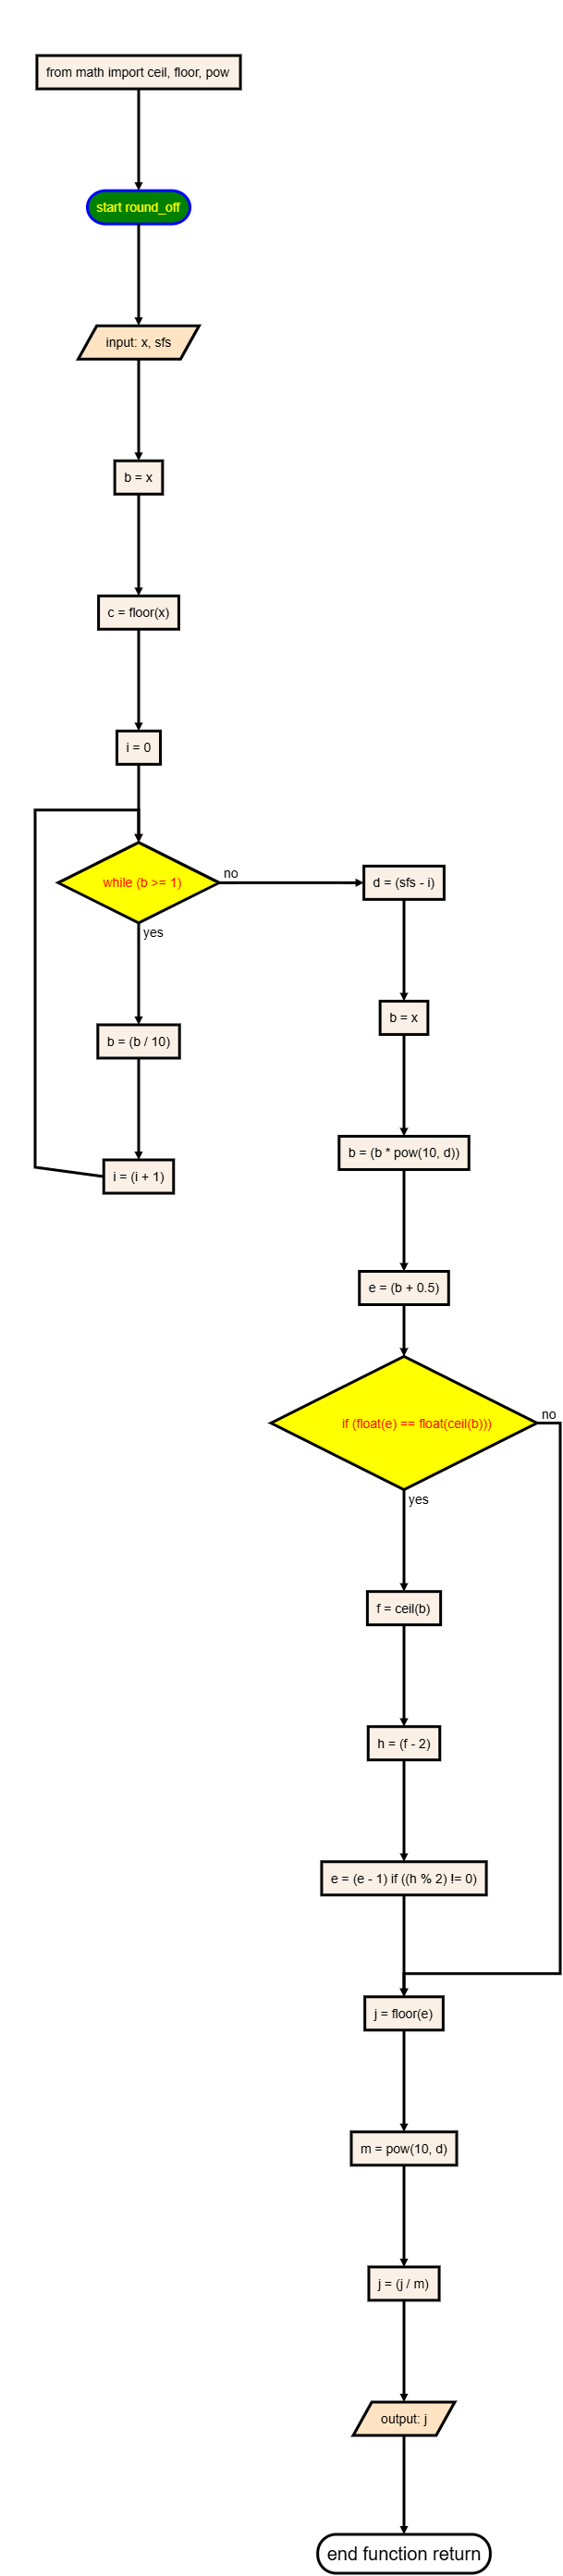 from math import ceil, floor, pow
start round_off
input: x, sfs
b = x
c = floor(x)
i = 0
while (b >= 1)
no
yes
b = (b / 10)
i = (i + 1)
d = (sfs - i)
b = x
b = (b * pow(10, d))
e = (b + 0.5)
if (float(e) == float(ceil(b)))
no
yes
f = ceil(b)
h = (f - 2)
e = (e - 1) if ((h % 2) != 0)
j = floor(e)
m = pow(10, d)
j = (j / m)
output: j
end function return